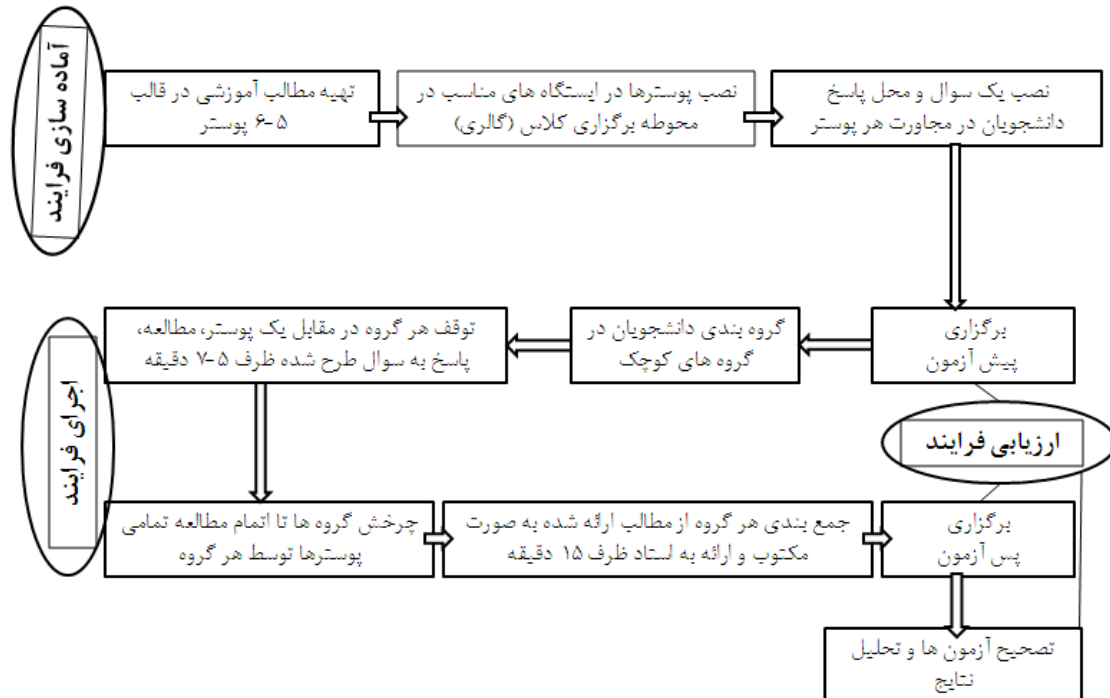 آماده سازی فرایند
تهیه مطالب آموزشی در قالب
۵-۶ پوستر
نصب پوسترها در ایستگاه های مناسب در
محوطه برگزاری کلاس (گالری)
نصب یک سوال و محل پاسخ
دانشجویان در مجاورت هر پوستر
اجرای فرایند
برگزاری
پیش آزمون
گروه بندی دانشجویان در
گروه های کوچک
توقف هر گروه در مقابل یک پوستر، مطالعه،
پاسخ به سوال طرح شده ظرف ۵-۷ دقیقه
چرخش گروه ها تا اتمام مطالعه تمامی
پوسترها توسط هر گروه
جمع بندی هر گروه از مطالب ارائه شده به صورت
مکتوب و ارائه به استاد ظرف ۱۵ دقیقه
برگزاری
پس آزمون
ارزیابی فرایند
تصحیح آزمون ها و تحلیل
نتایج